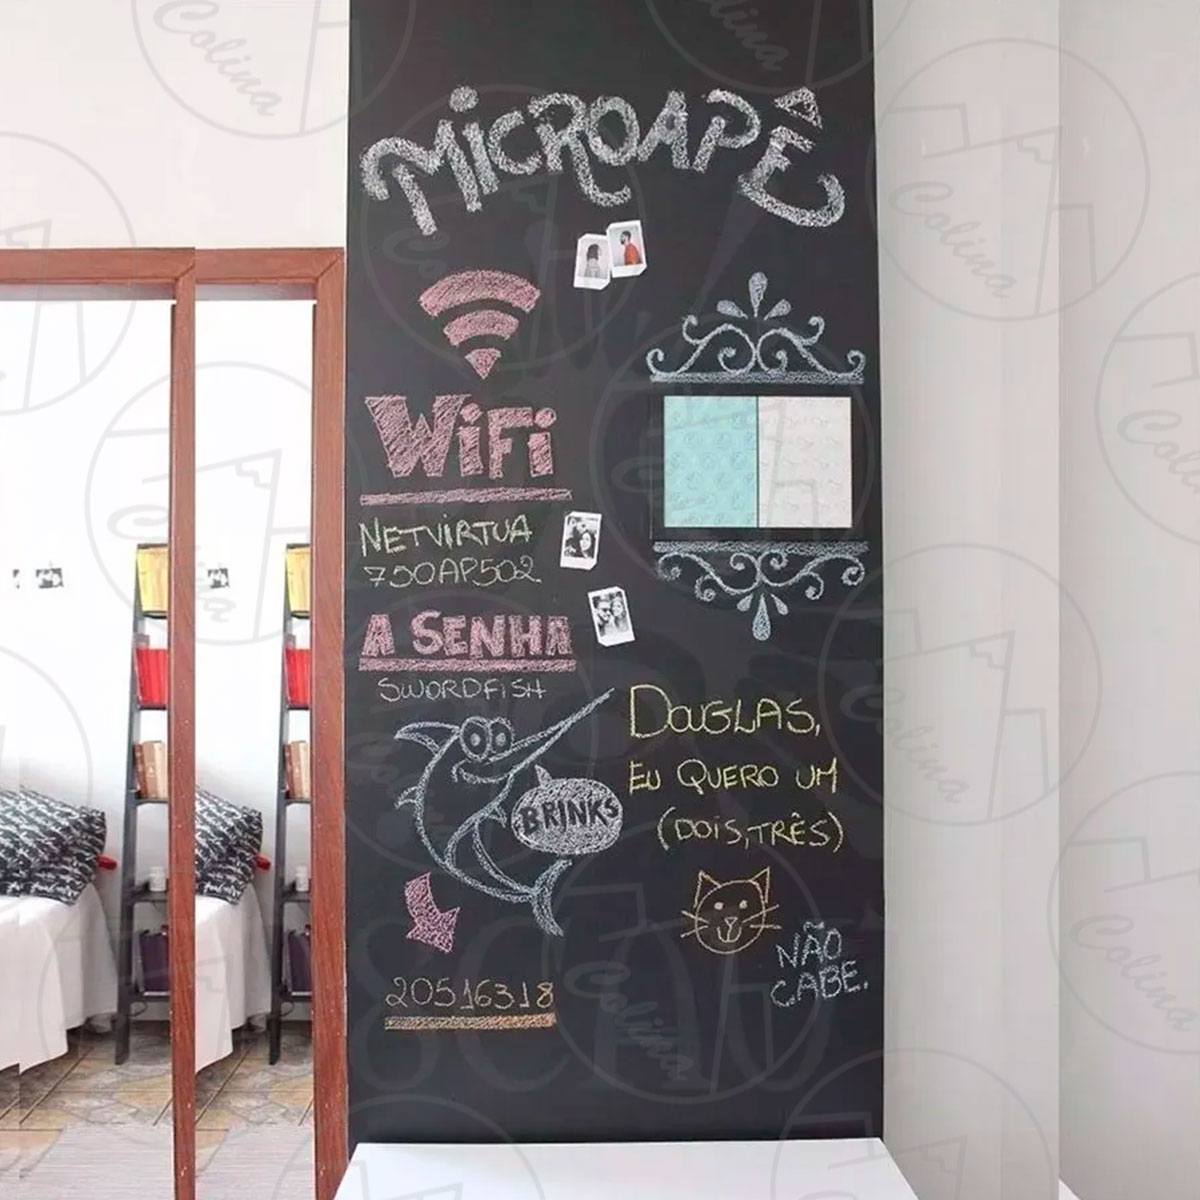 MICROAPÊ
WIFI
NETVIRTUA
750AP502
A SENHA
SWORDFISH
BRINKS
20516318
DOUGLAS,
EU QUERO UM
(DOIS, TRÊS)
NÃO
CABE.
Colina